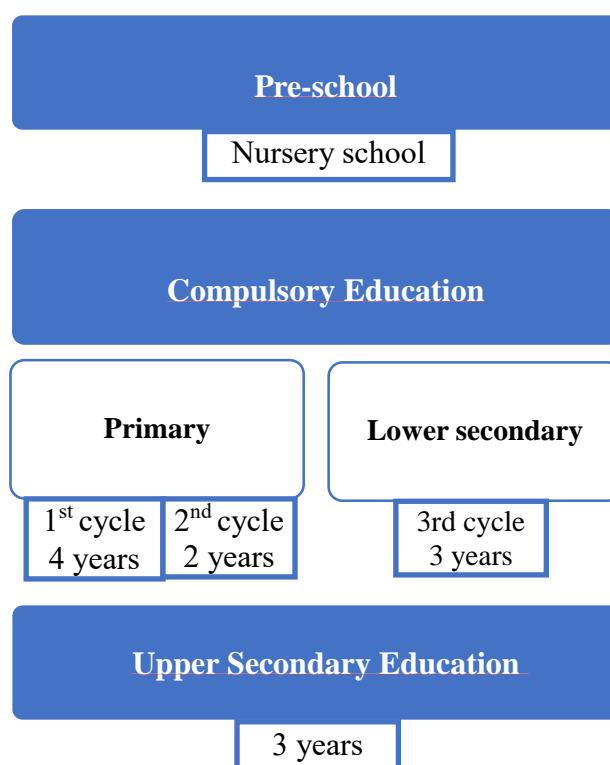 Pre-school
Nursery school
Compulsory Education
Primary
1st cycle
4 years
2nd cycle
2 years
Lower secondary
3rd cycle
3 years
Upper Secondary Education
3 years